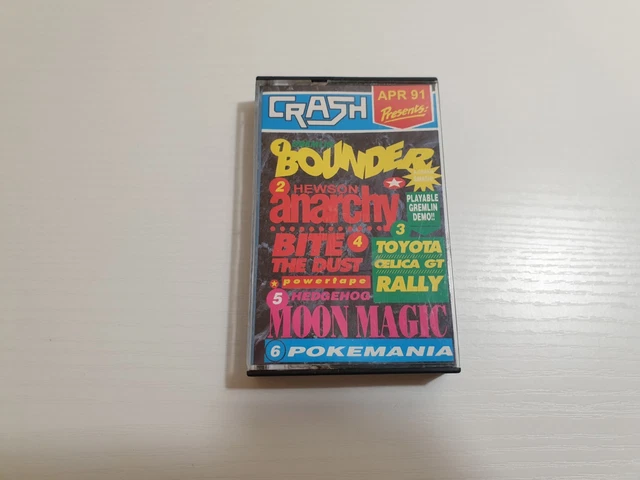 CRASH
APR 91
Presents:
1
BOUNDER
2 HEWSON
anarchy
PLAYABLE
GREMLIN
DEMO!!
3
TOYOTA
CELICA GT
RALLY
BITE 4
THE DUST
powertape
5 HEDGEHOG
MOON MAGIC
6 POKEMANIA